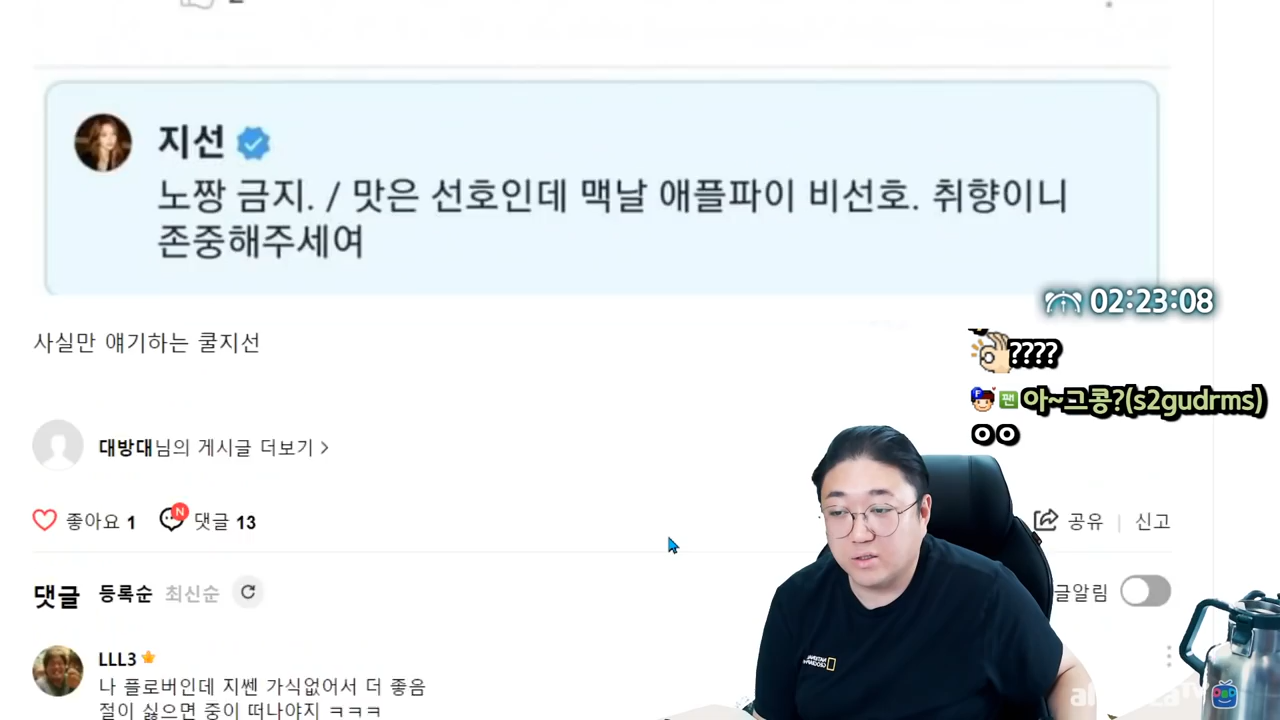 지선
노짱 금지. / 맛은 선호인데 맥날 애플파이 비선호. 취향이니
존중해주세여
02:23:08
사실만 얘기하는 쿨지선
????
팬 아~그콩?(s2gudrms)
ㅇㅇ
대방대님의 게시글 더보기 >
좋아요 1 N 댓글 13
공유 | 신고
댓글 등록순 최신순
글알림
LLL3
나 플로버인데 지쎈 가식없어서 더 좋음
절이 싫으면 중이 떠나야지 ㅋㅋㅋ
NATIONAL
GEOGRAPHIC